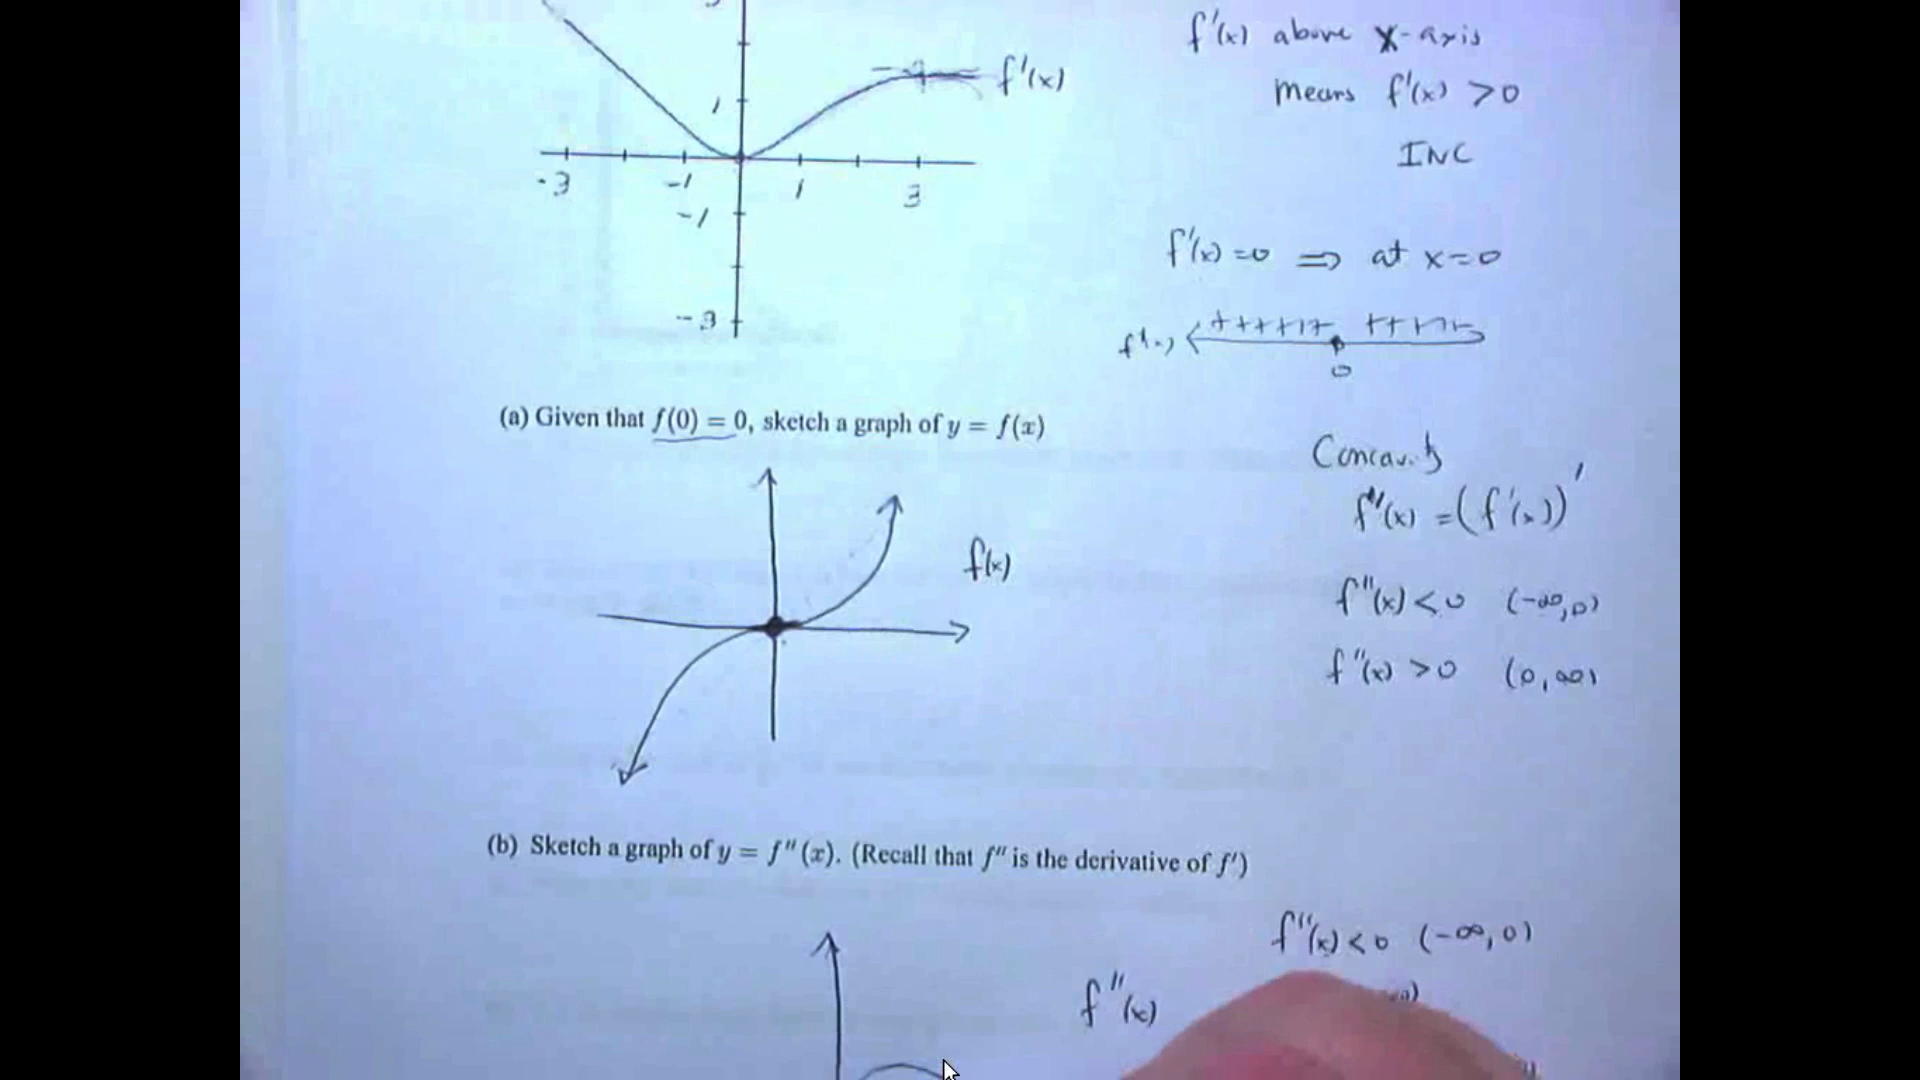 f'(x) above x-axis
f'(x)
means f'(x) > 0
1
INC
-3
-1
1
3
-1
f'(x) = 0 ⇒ at x = 0
-3
++++++ +++++
0
(a) Given that f(0) = 0, sketch a graph of y = f(x)
Concavity
f''(x) = (f'(x))'
f(x)
f''(x) < 0 (-∞, 0)
f''(x) > 0 (0, ∞)
(b) Sketch a graph of y = f''(x). (Recall that f'' is the derivative of f')
f''(x) < 0 (-∞, 0)
f''(x)